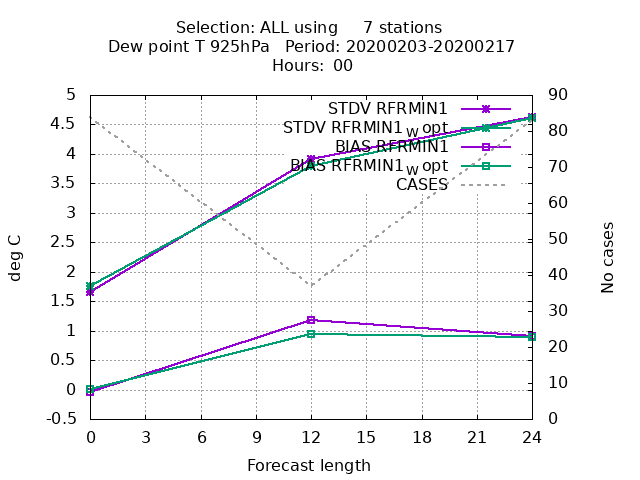 Selection: ALL using     7 stations
Dew point T 925hPa   Period: 20200203-20200217
Hours:  00
STDV RFRMIN1
STDV RFRMIN1_W opt
BIAS RFRMIN1
BIAS RFRMIN1_W opt
CASES
deg C
5
4.5
4
3.5
3
2.5
2
1.5
1
0.5
0
-0.5
90
80
70
60
50
40
30
20
10
0
No cases
0 3 6 9 12 15 18 21 24
Forecast length